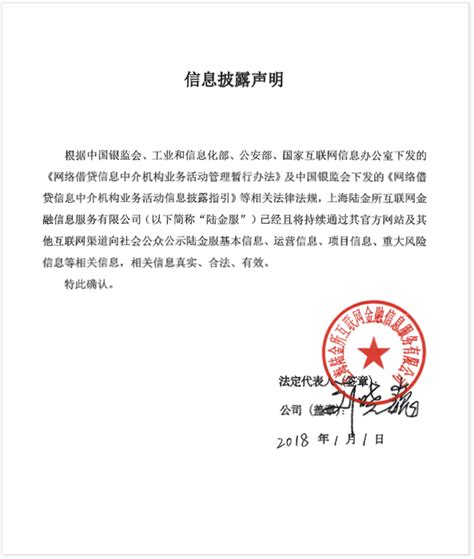 信息披露声明
根据中国银监会、工业和信息化部、公安部、国家互联网信息办公室下发的
《网络借贷信息中介机构业务活动管理暂行办法》及中国银监会下发的《网络借
贷信息中介机构业务活动信息披露指引》等相关法律法规，上海陆金所互联网金
融信息服务有限公司（以下简称“陆金服”）已经且将持续通过其官方网站及其
他互联网渠道向社会公众公示陆金服基本信息、运营信息、项目信息、重大风险
信息等相关信息，相关信息真实、合法、有效。
特此确认。
上海陆金所互联网金融信息服务有限公司
法定代表人（签章）：
公司（盖章）：
2018 年 1 月 1 日